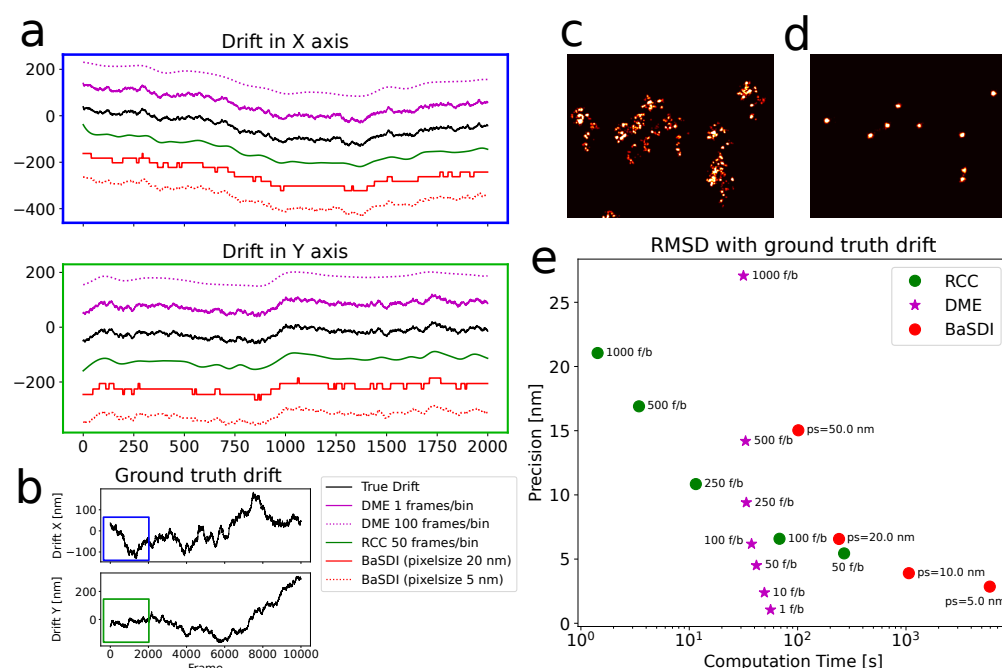 a
Drift in X axis
200
0
−200
−400
Drift in Y axis
200
0
−200
0 250 500 750 1000 1250 1500 1750 2000
b
Ground truth drift
Drift X [nm]
100
0
−100
Drift Y [nm]
200
0
0 2000 4000 6000 8000 10000
Frame
True Drift
DME 1 frames/bin
DME 100 frames/bin
RCC 50 frames/bin
BaSDI (pixelsize 20 nm)
BaSDI (pixelsize 5 nm)
c
d
e
RMSD with ground truth drift
Precision [nm]
25
20
15
10
5
0
RCC
DME
BaSDI
1000 f/b
1000 f/b
500 f/b
ps=50.0 nm
500 f/b
250 f/b
250 f/b
100 f/b
100 f/b
ps=20.0 nm
50 f/b
50 f/b
ps=10.0 nm
10 f/b
ps=5.0 nm
1 f/b
10⁰ 10¹ 10² 10³
Computation Time [s]